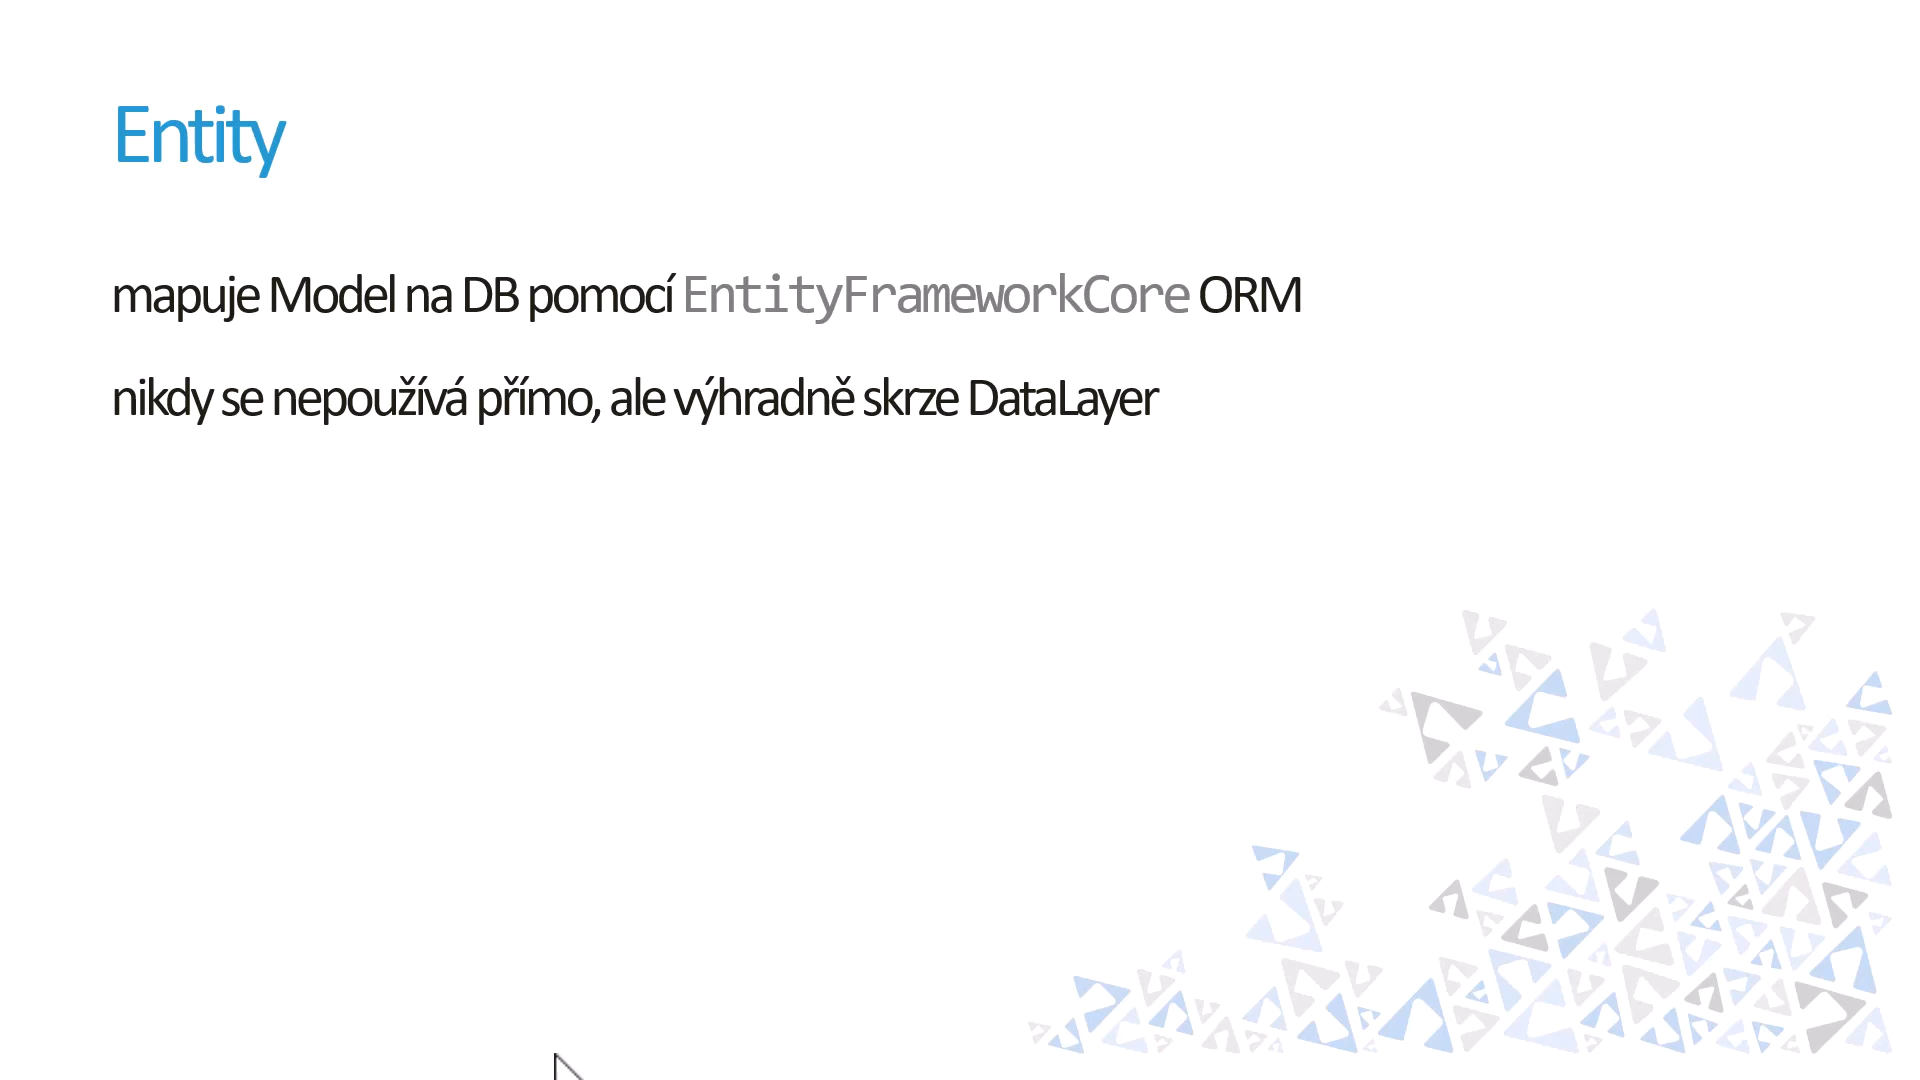 Entity
mapuje Model na DB pomocí EntityFrameworkCore ORM
nikdy se nepoužívá přímo, ale výhradně skrze DataLayer